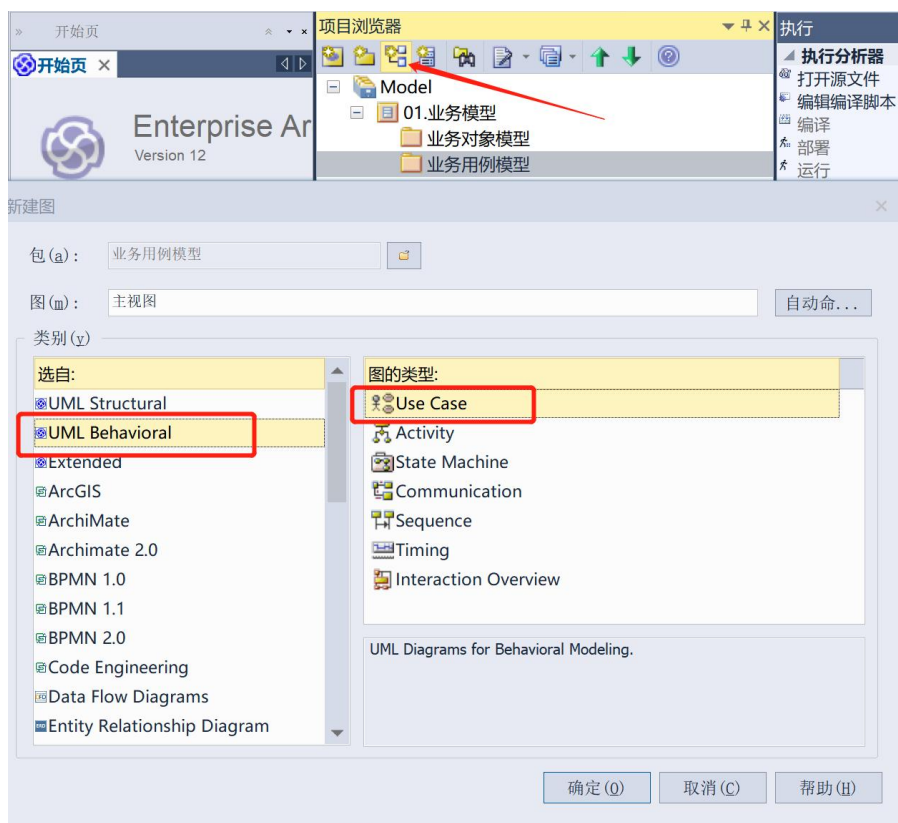 开始页
开始页
Enterprise Ar
Version 12
项目浏览器
Model
01.业务模型
业务对象模型
业务用例模型
执行
执行分析器
打开源文件
编辑编译脚本
编译
部署
运行
新建图
包(a):
业务用例模型
图(m):
主视图
自动命...
类别(y)
选自:
UML Structural
UML Behavioral
Extended
ArcGIS
ArchiMate
Archimate 2.0
BPMN 1.0
BPMN 1.1
BPMN 2.0
Code Engineering
Data Flow Diagrams
Entity Relationship Diagram
图的类型:
Use Case
Activity
State Machine
Communication
Sequence
Timing
Interaction Overview
UML Diagrams for Behavioral Modeling.
确定(O)
取消(C)
帮助(H)